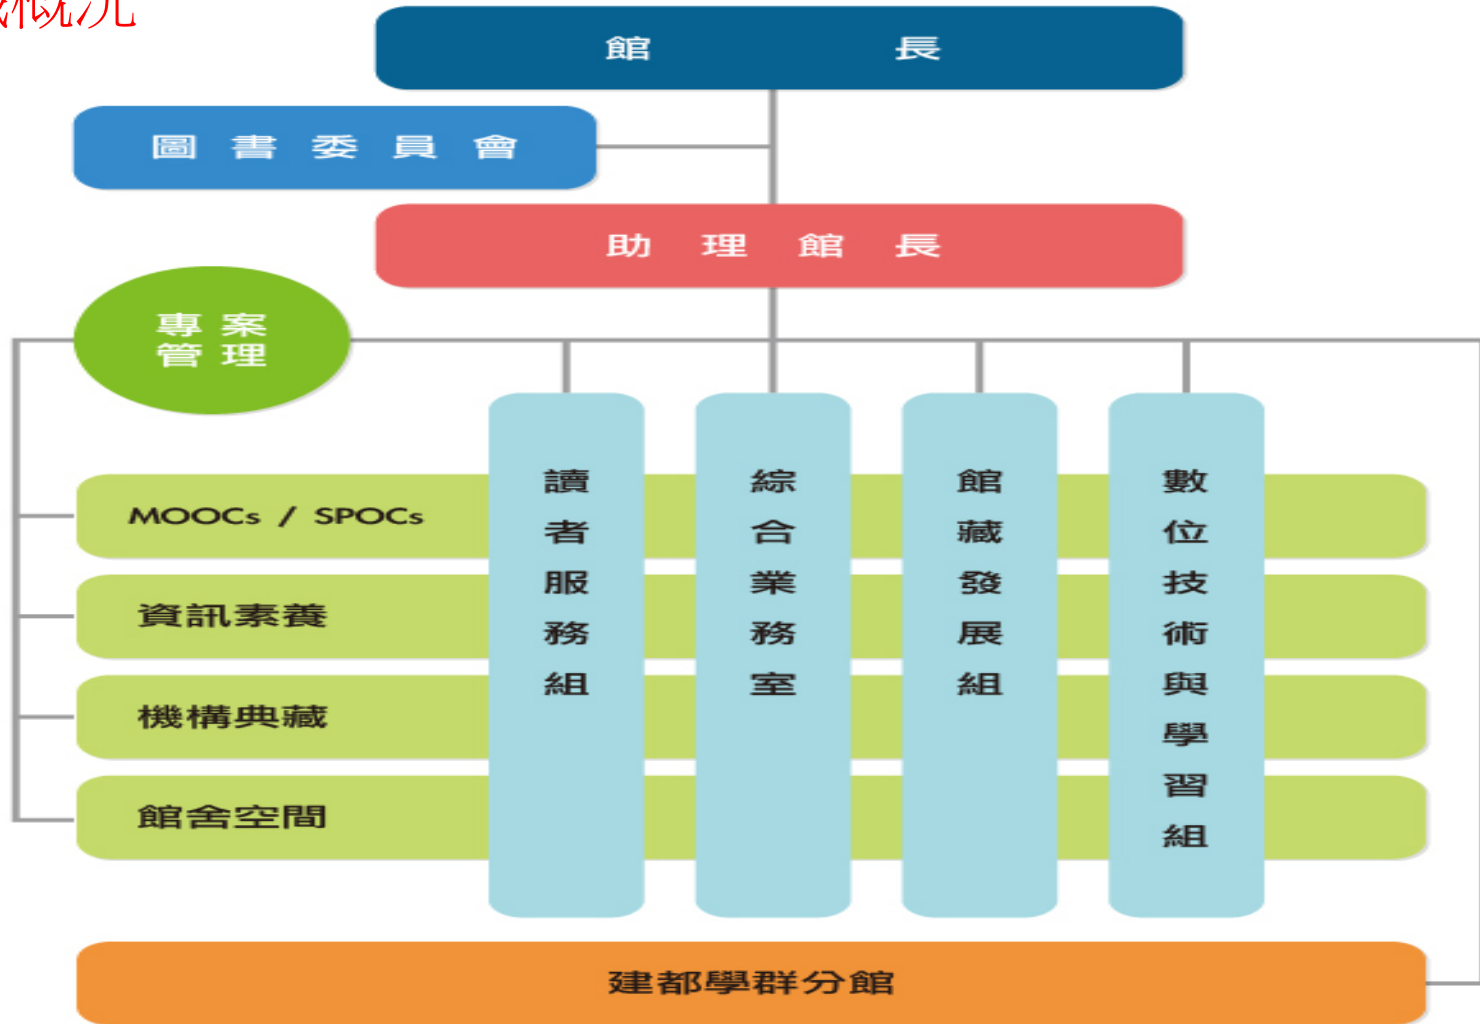 概況
館長
圖書委員會
助理館長
專案
管理
MOOCs / SPOCs
資訊素養
機構典藏
館舍空間
讀者服務組
綜合業務室
館藏發展組
數位技術與學習組
建都學群分館